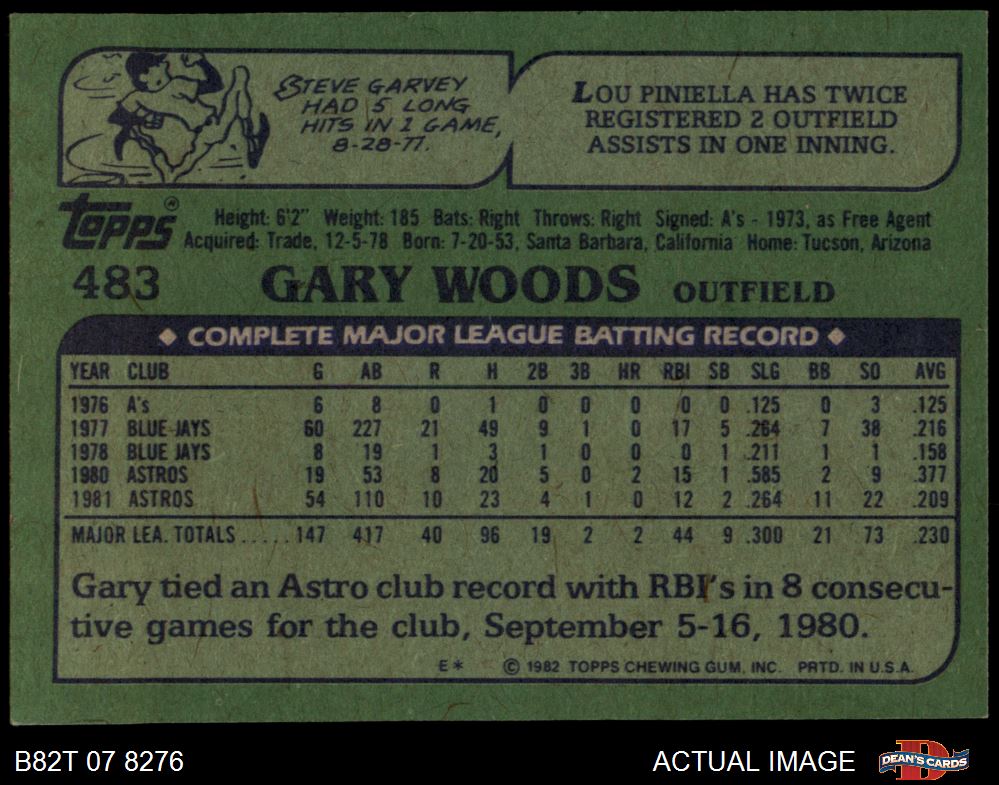 STEVE GARVEY
HAD 5 LONG
HITS IN 1 GAME,
8-28-77.
LOU PINIELLA HAS TWICE
REGISTERED 2 OUTFIELD
ASSISTS IN ONE INNING.
topps®
Height: 6'2" Weight: 185 Bats: Right Throws: Right Signed: A's - 1973, as Free Agent
Acquired: Trade, 12-5-78 Born: 7-20-53, Santa Barbara, California Home: Tucson, Arizona
483 GARY WOODS OUTFIELD
◆ COMPLETE MAJOR LEAGUE BATTING RECORD ◆
YEAR CLUB G AB R H 2B 3B HR RBI SB SLG BB SO AVG
1976 A's 6 8 0 1 0 0 0 0 0 .125 0 3 .125
1977 BLUE JAYS 60 227 21 49 9 1 0 17 5 .264 7 38 .216
1978 BLUE JAYS 8 19 1 3 1 0 0 0 1 .211 1 1 .158
1980 ASTROS 19 53 8 20 5 0 2 15 1 .585 2 9 .377
1981 ASTROS 54 110 10 23 4 1 0 12 2 .264 11 22 .209
MAJOR LEA. TOTALS ..... 147 417 40 96 19 2 2 44 9 .300 21 73 .230
Gary tied an Astro club record with RBI's in 8 consecu-
tive games for the club, September 5-16, 1980.
E* © 1982 TOPPS CHEWING GUM, INC. PRTD. IN U.S.A.
B82T 07 8276 ACTUAL IMAGE DEAN'S CARDS